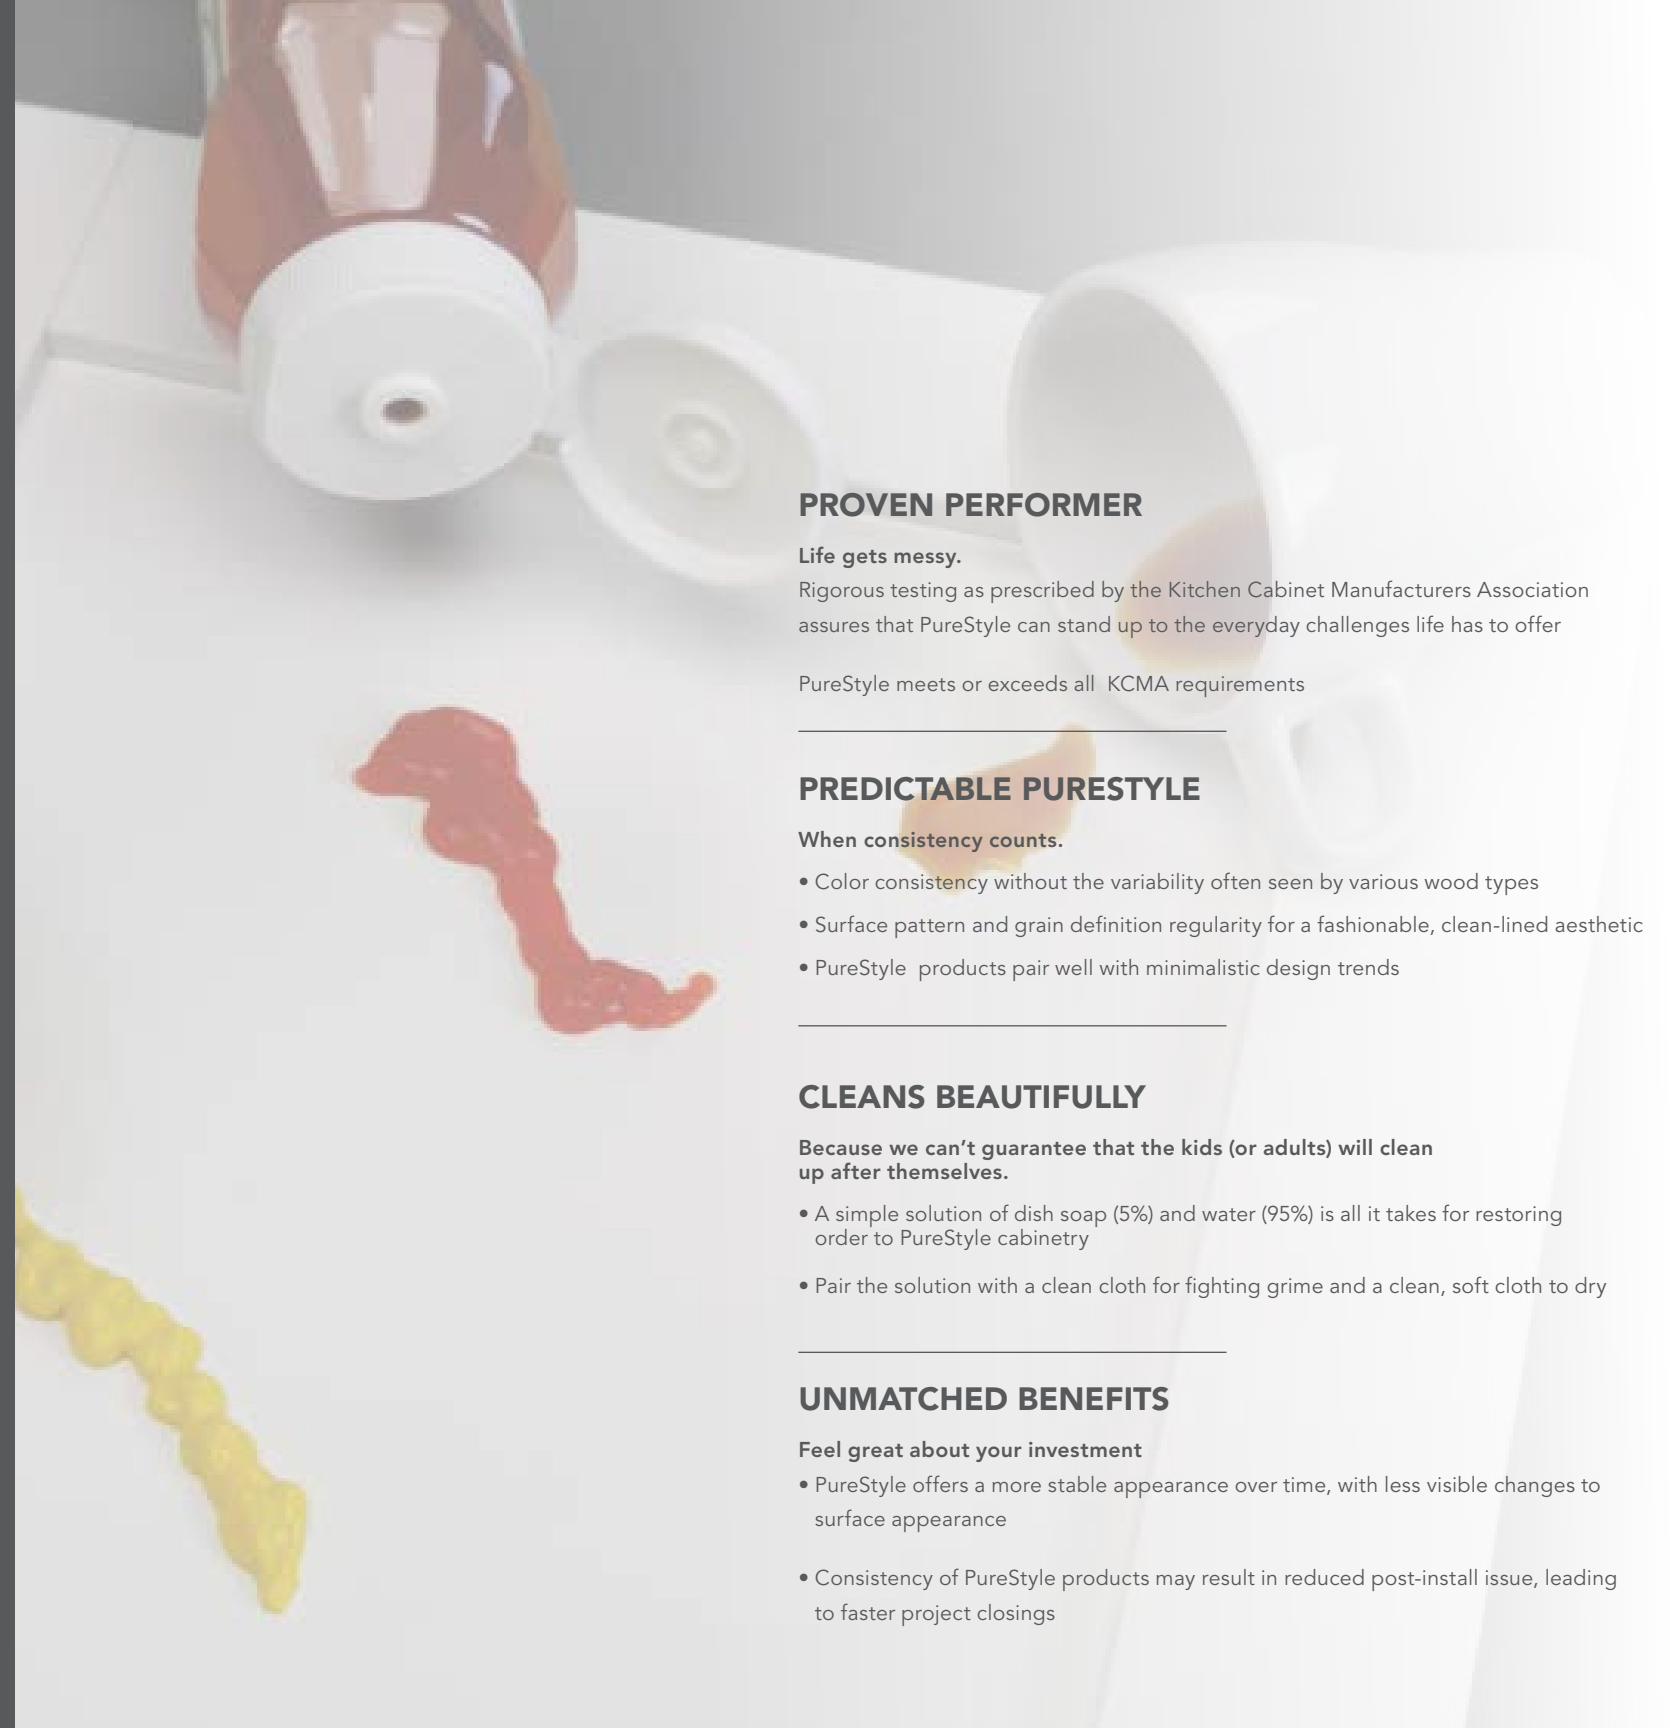 PROVEN PERFORMER
Life gets messy.
Rigorous testing as prescribed by the Kitchen Cabinet Manufacturers Association
assures that PureStyle can stand up to the everyday challenges life has to offer
PureStyle meets or exceeds all  KCMA requirements
PREDICTABLE PURESTYLE
When consistency counts.
• Color consistency without the variability often seen by various wood types
• Surface pattern and grain definition regularity for a fashionable, clean-lined aesthetic
• PureStyle  products pair well with minimalistic design trends
CLEANS BEAUTIFULLY
Because we can’t guarantee that the kids (or adults) will clean
up after themselves.
• A simple solution of dish soap (5%) and water (95%) is all it takes for restoring
order to PureStyle cabinetry
• Pair the solution with a clean cloth for fighting grime and a clean, soft cloth to dry
UNMATCHED BENEFITS
Feel great about your investment
• PureStyle offers a more stable appearance over time, with less visible changes to
surface appearance
• Consistency of PureStyle products may result in reduced post-install issue, leading
to faster project closings